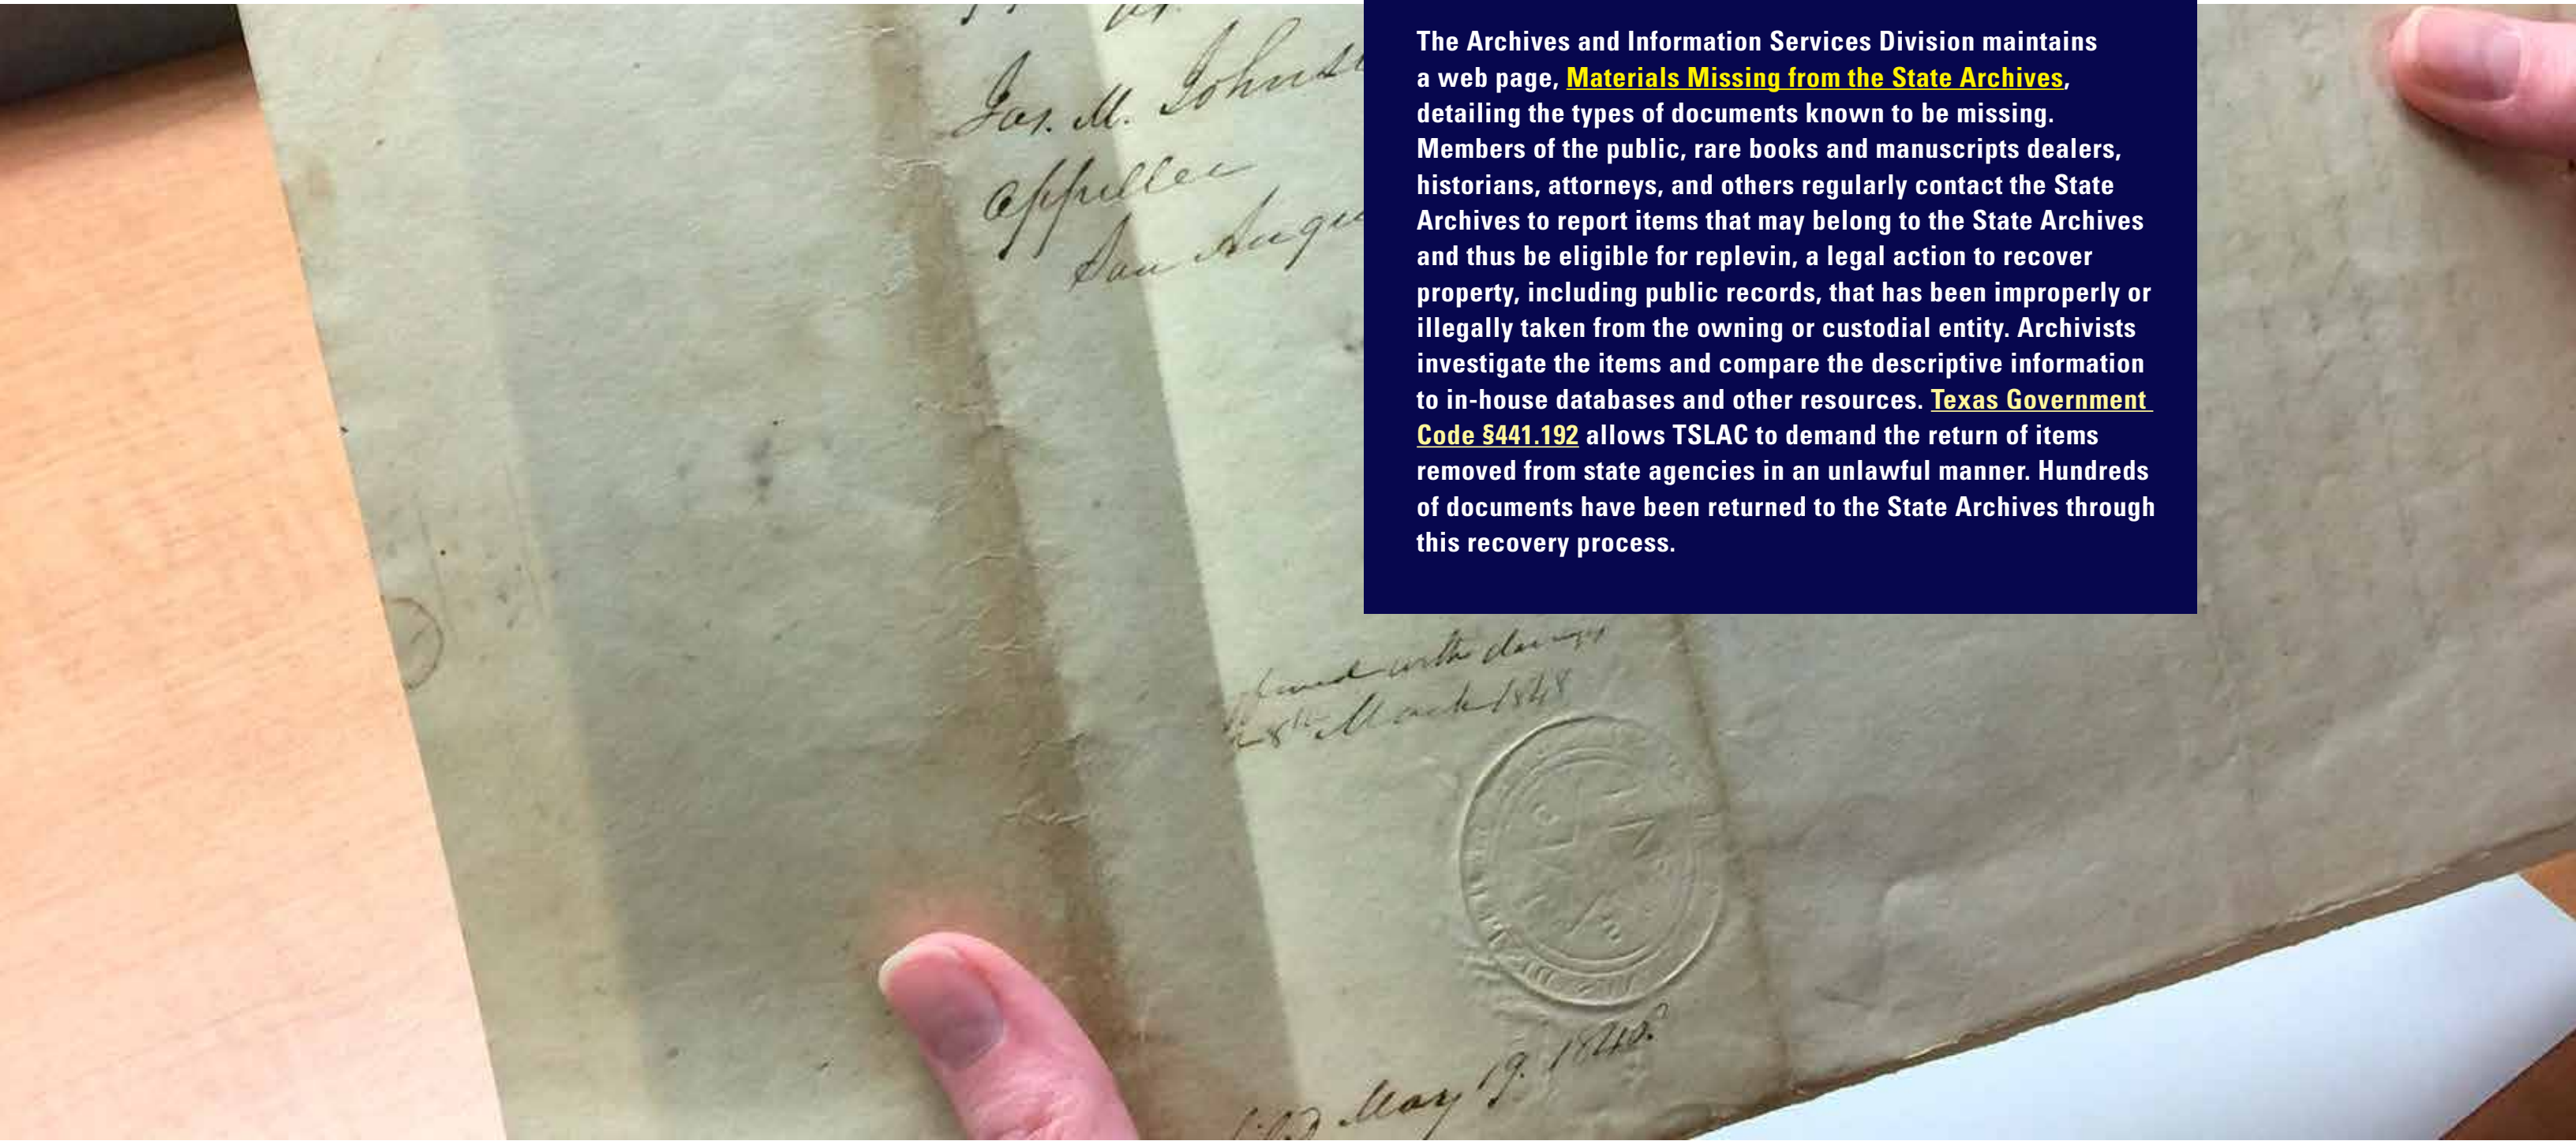 Jas. M. Johns
Appellee
San Augu
The Archives and Information Services Division maintains
a web page, Materials Missing from the State Archives,
detailing the types of documents known to be missing.
Members of the public, rare books and manuscripts dealers,
historians, attorneys, and others regularly contact the State
Archives to report items that may belong to the State Archives
and thus be eligible for replevin, a legal action to recover
property, including public records, that has been improperly or
illegally taken from the owning or custodial entity. Archivists
investigate the items and compare the descriptive information
to in-house databases and other resources. Texas Government
Code §441.192 allows TSLAC to demand the return of items
removed from state agencies in an unlawful manner. Hundreds
of documents have been returned to the State Archives through
this recovery process.
with
March 1848
May 19. 1840